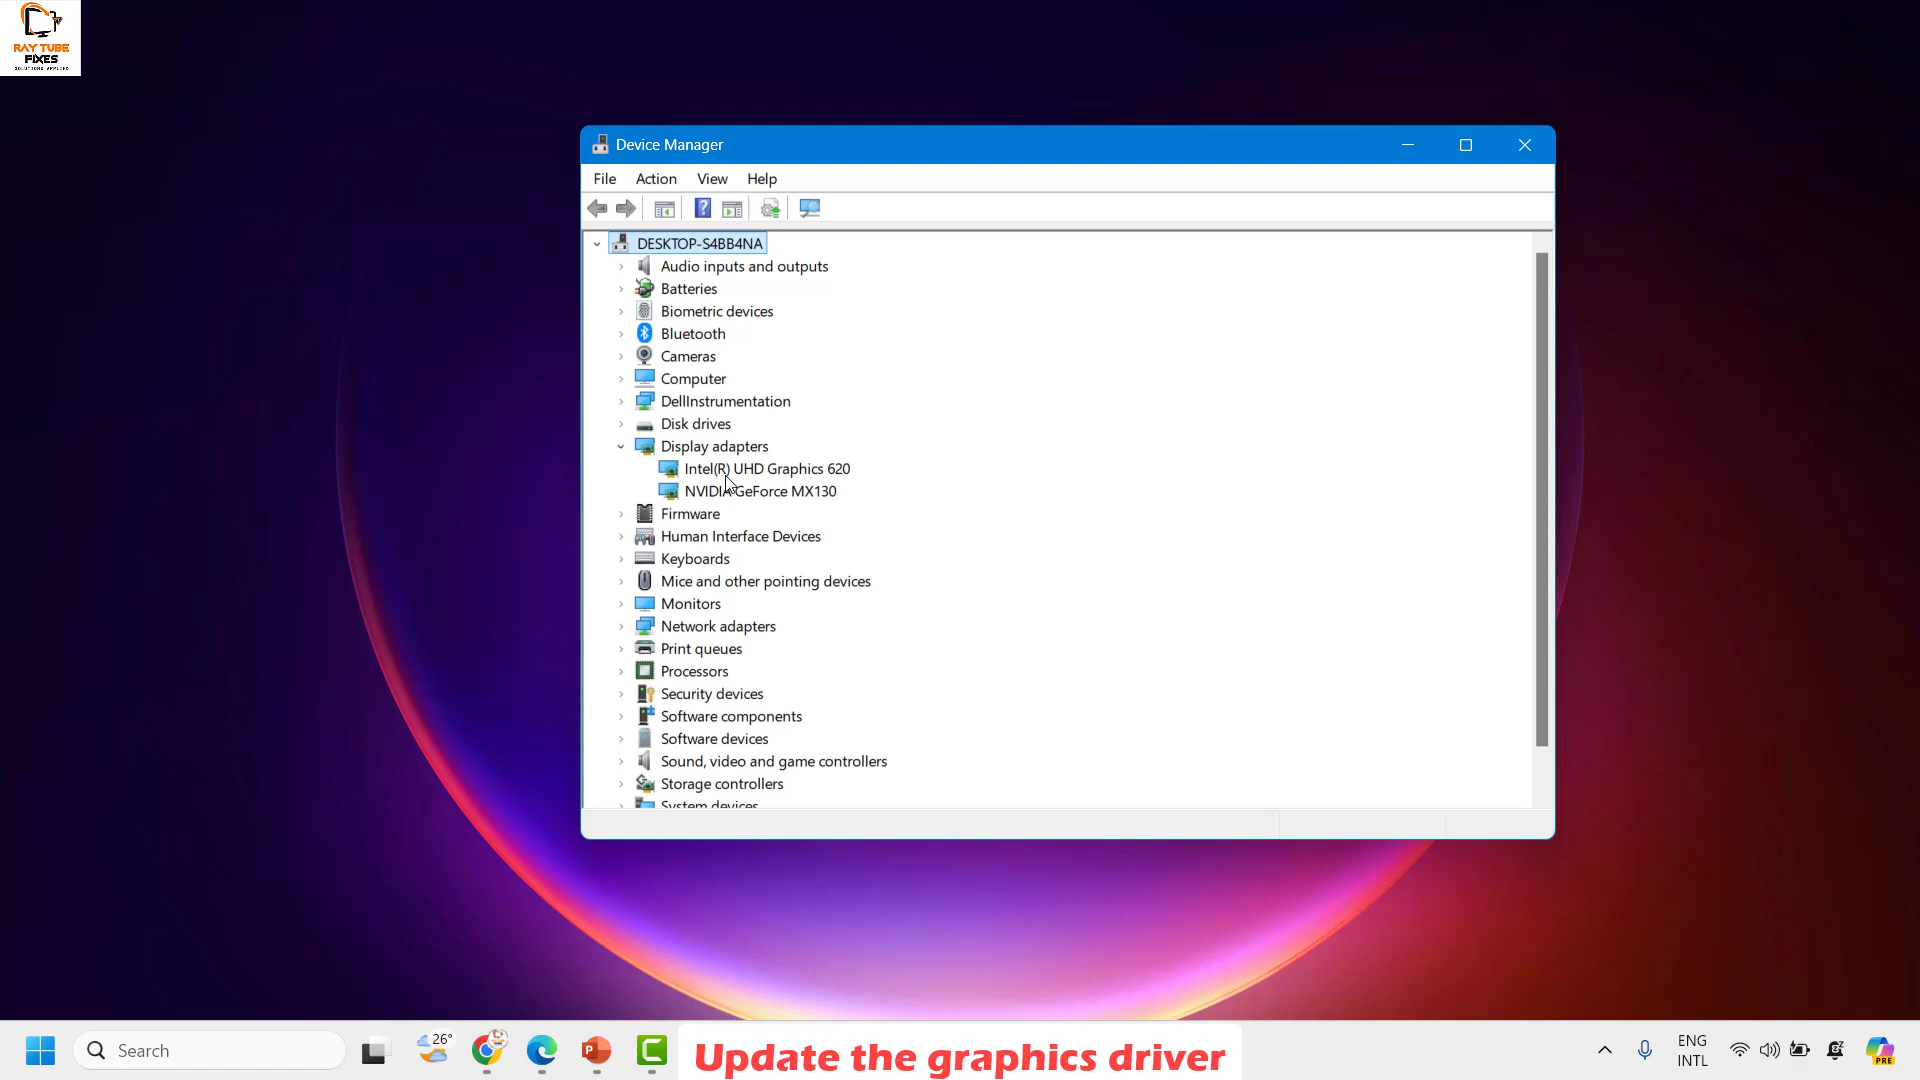 RAY TUBE
FIXES
SOLUTIONS APPLIED
Device Manager
File Action View Help
DESKTOP-S4BB4NA
Audio inputs and outputs
Batteries
Biometric devices
Bluetooth
Cameras
Computer
DellInstrumentation
Disk drives
Display adapters
Intel(R) UHD Graphics 620
NVIDIA GeForce MX130
Firmware
Human Interface Devices
Keyboards
Mice and other pointing devices
Monitors
Network adapters
Print queues
Processors
Security devices
Software components
Software devices
Sound, video and game controllers
Storage controllers
System devices
Search
26°
Update the graphics driver
ENG
INTL
PRE